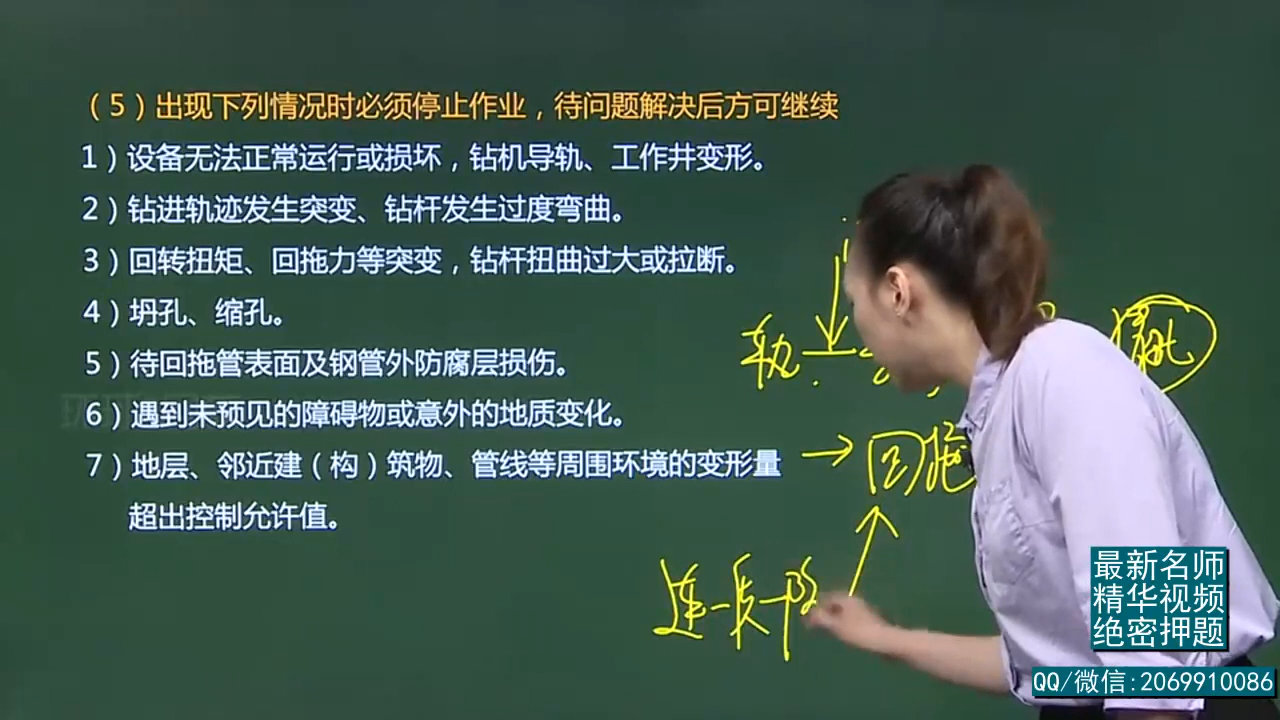 （5）出现下列情况时必须停止作业，待问题解决后方可继续
1）设备无法正常运行或损坏，钻机导轨、工作井变形。
2）钻进轨迹发生突变、钻杆发生过度弯曲。
3）回转扭矩、回拖力等突变，钻杆扭曲过大或拉断。
4）坍孔、缩孔。
5）待回拖管表面及钢管外防腐层损伤。
6）遇到未预见的障碍物或意外的地质变化。
7）地层、邻近建（构）筑物、管线等周围环境的变形量
超出控制允许值。
轨
回拖
最新名师
精华视频
绝密押题
QQ/微信:2069910086